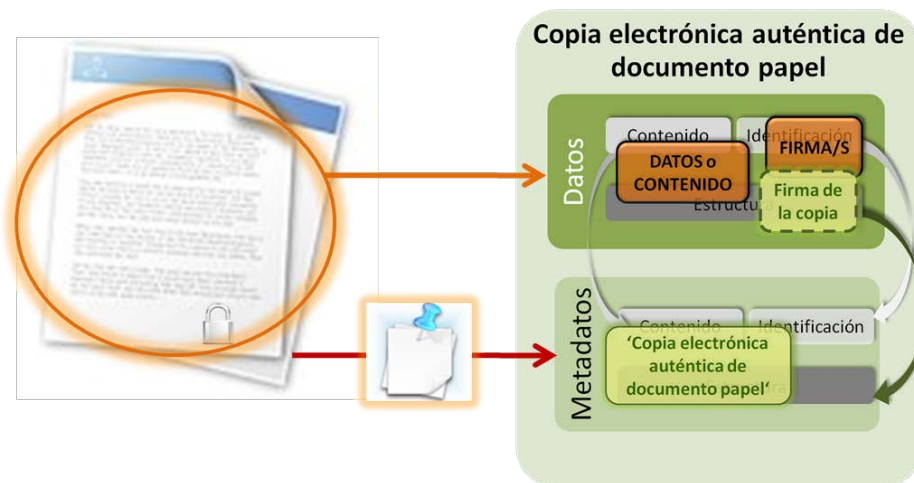 Copia electrónica auténtica de
documento papel
Datos
Contenido
Identificación
DATOS o
CONTENIDO
FIRMA/S
Estructura
Firma de
la copia
Metadatos
Contenido
Identificación
‘Copia electrónica
auténtica de
documento papel‘